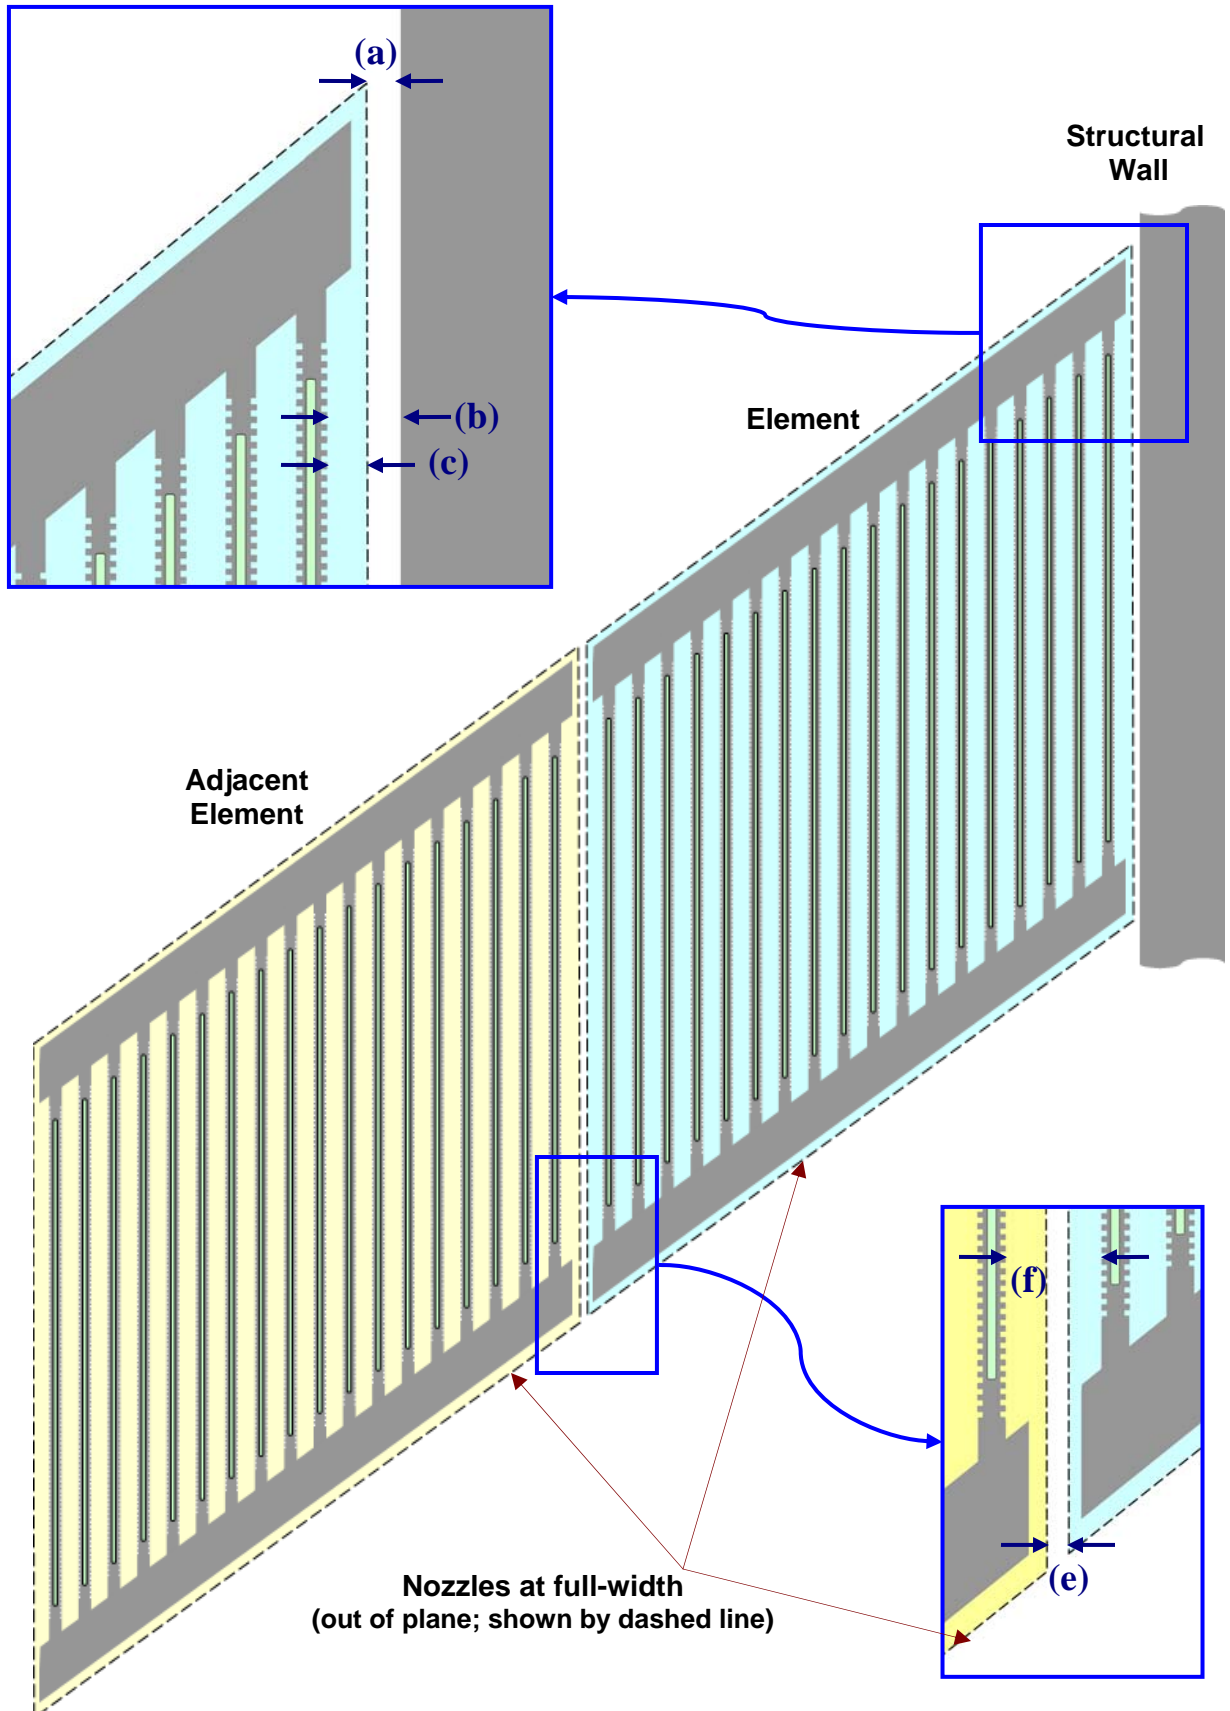 (a)
Structural
Wall
(b)
Element
(c)
Adjacent
Element
(f)
Nozzles at full-width
(out of plane; shown by dashed line)
(e)